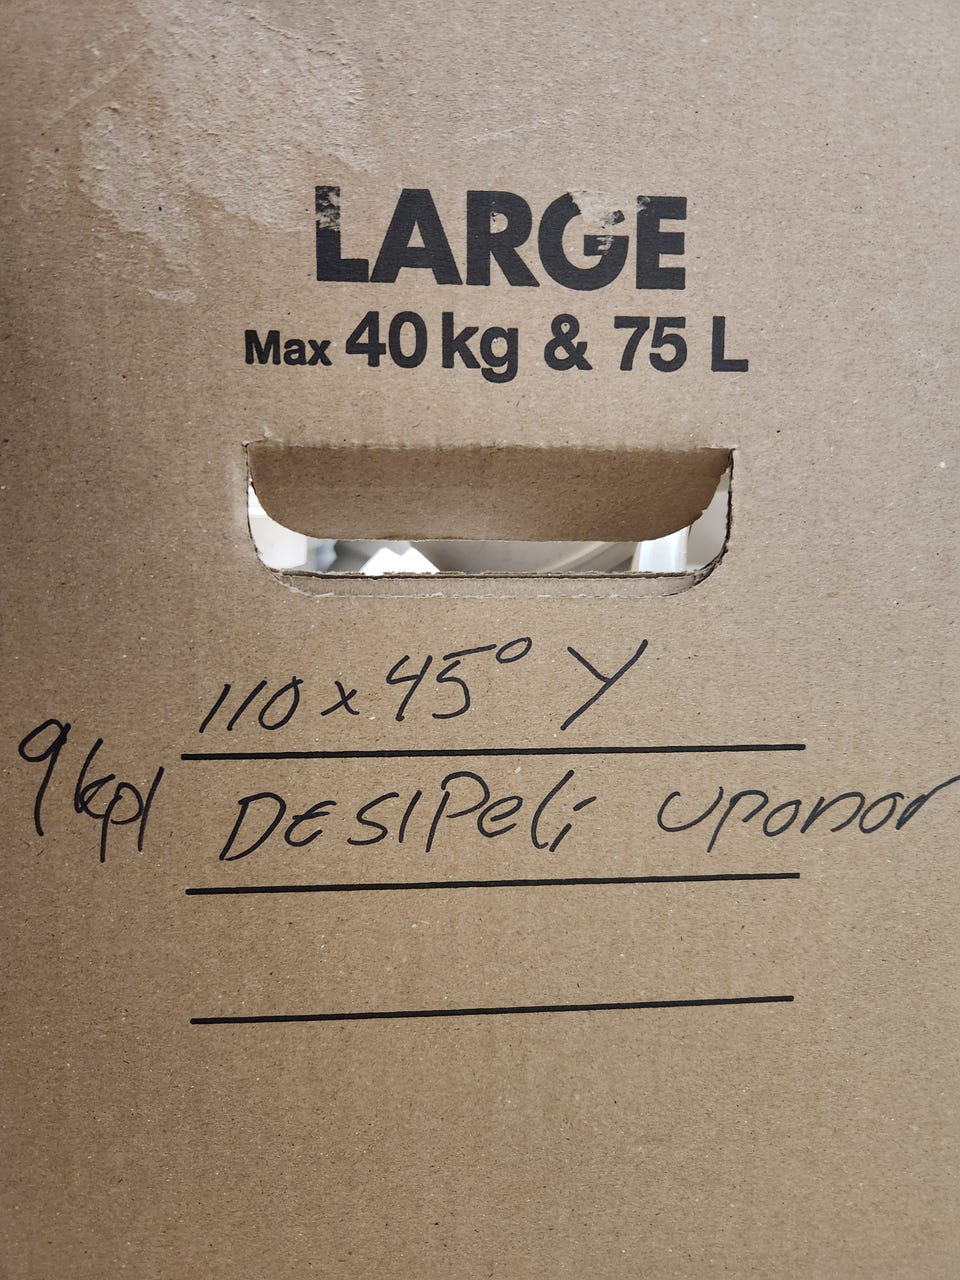 LARGE
Max 40 kg & 75 L
110 x 45° Y
9 kpl DESIPeli uponor